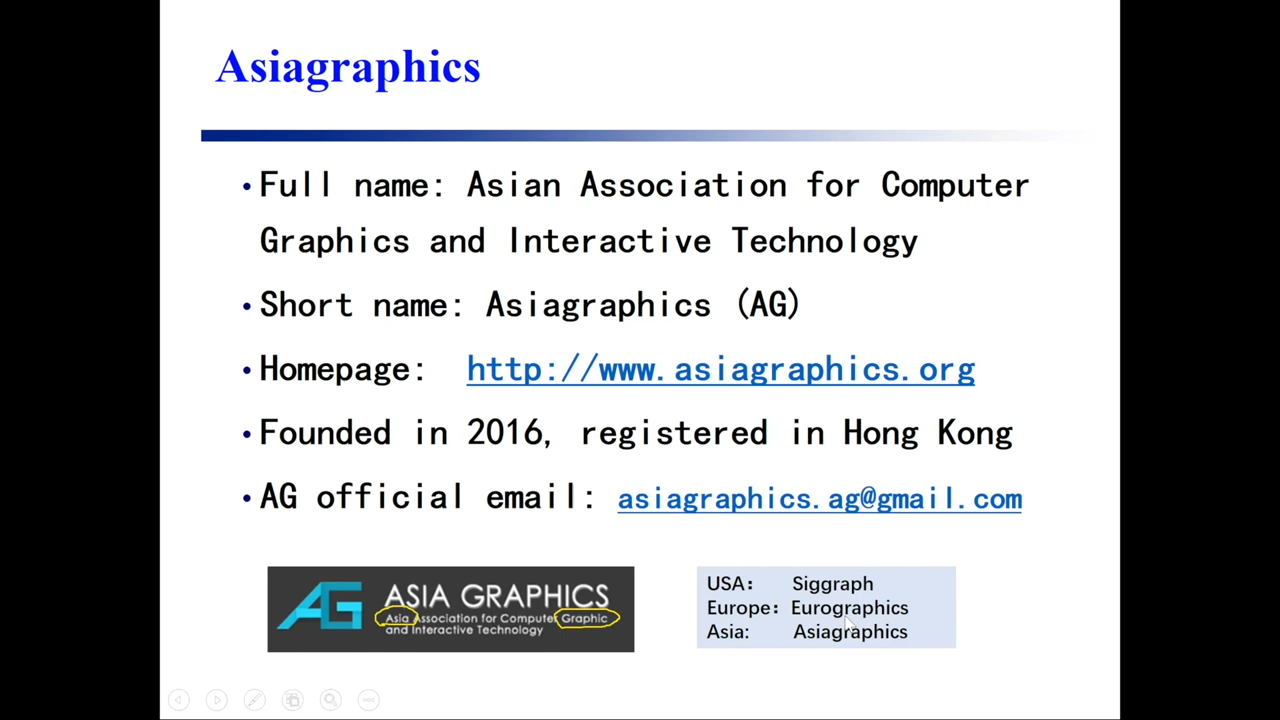 Asiagraphics
•Full name: Asian Association for Computer
Graphics and Interactive Technology
•Short name: Asiagraphics (AG)
•Homepage: http://www.asiagraphics.org
•Founded in 2016, registered in Hong Kong
•AG official email: asiagraphics.ag@gmail.com
AG ASIA GRAPHICS
Asia Association for Computer Graphic
and Interactive Technology
USA: Siggraph
Europe: Eurographics
Asia: Asiagraphics